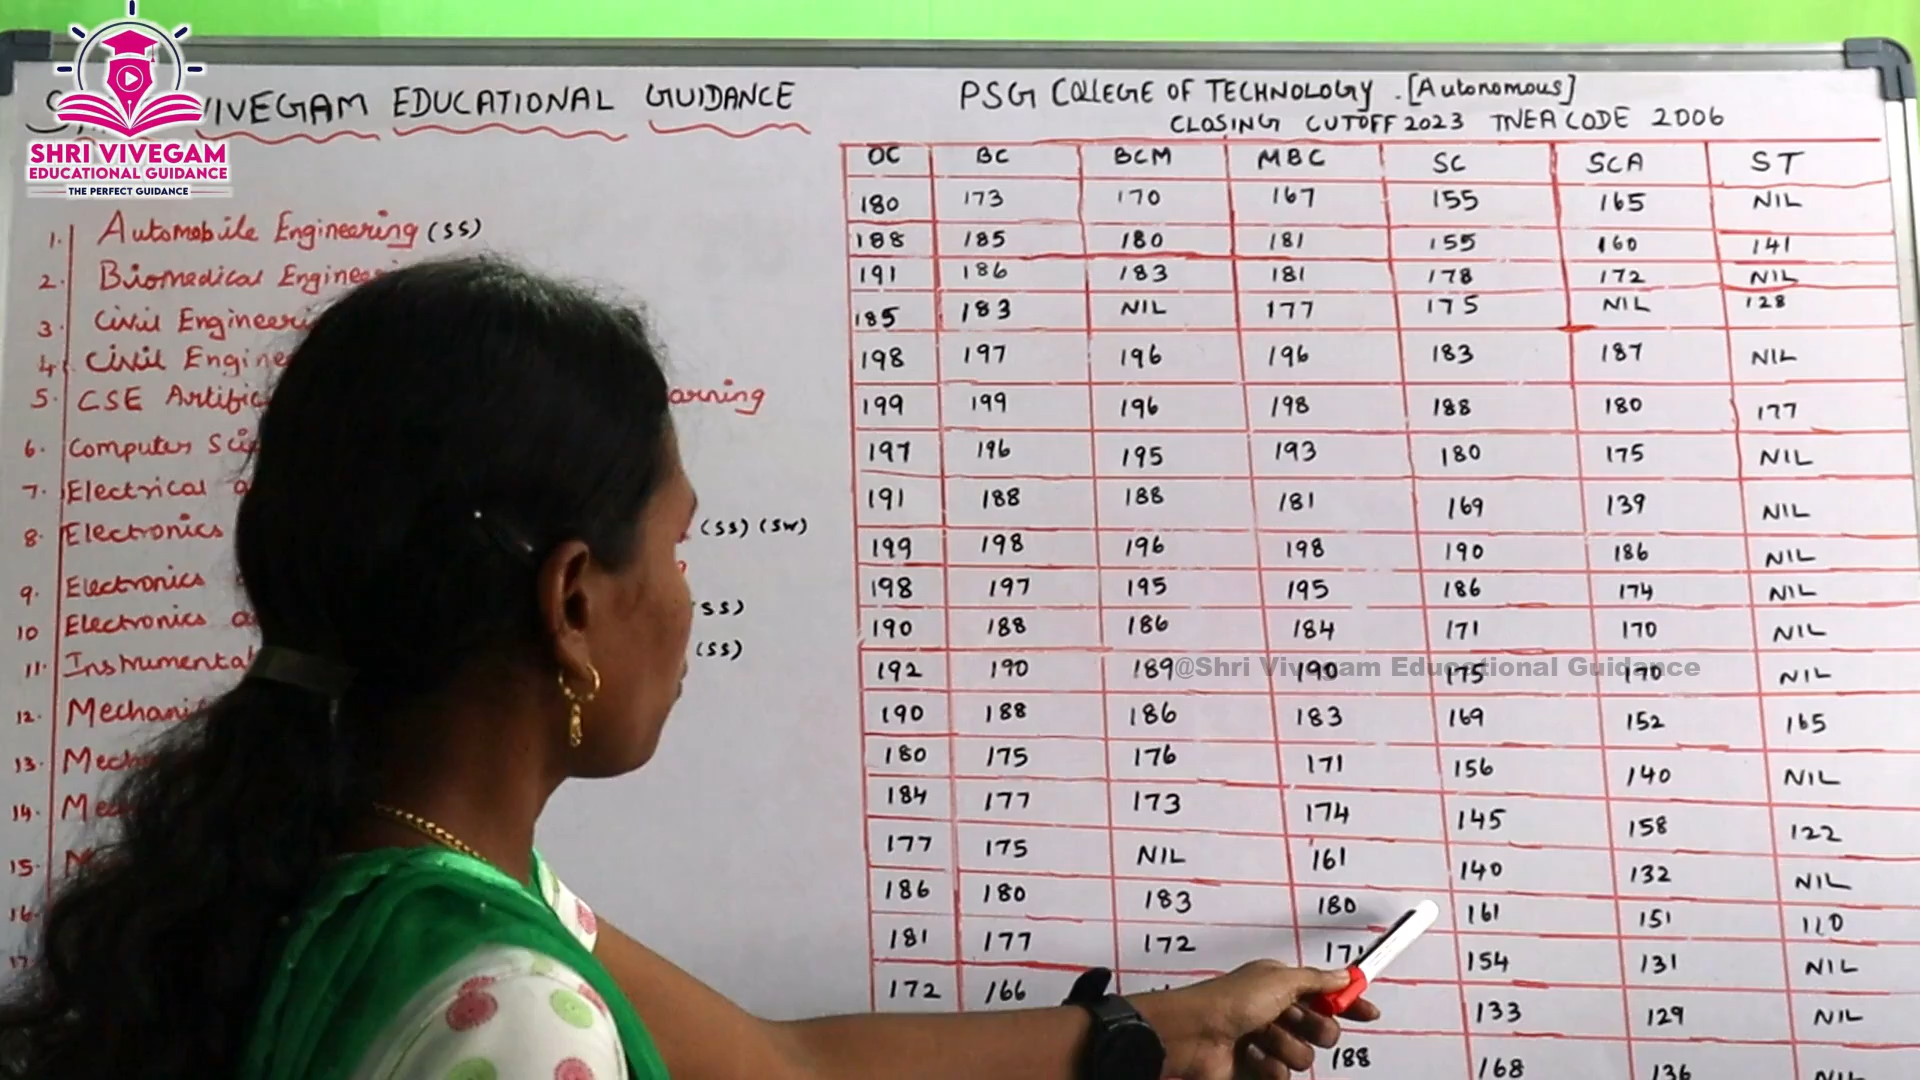 SHRI VIVEGAM
EDUCATIONAL GUIDANCE
THE PERFECT GUIDANCE
VIVEGAM EDUCATIONAL GUIDANCE
1. Automobile Engineering (SS)
2. Biomedical
3. Civil
4. Civil
5. CSE
6. Computer
7. Electrical
8. Electronics (SS) (SW)
9. Electronics
10 Electronics (SS)
11. (SS)
12.
13.
14.
15.
16.
17.
PSG COLLEGE OF TECHNOLOGY . [Autonomous]
CLOSING CUTOFF 2023 TNEA CODE 2006
OC BC BCM MBC SC SCA ST
180 173 170 167 155 165 NIL
188 185 180 181 155 160 141
191 186 183 181 178 172 NIL
185 183 NIL 177 175 NIL 128
198 197 196 196 183 187 NIL
199 199 196 198 188 180 177
197 196 195 193 180 175 NIL
191 188 188 181 169 139 NIL
199 198 196 198 190 186 NIL
198 197 195 195 186 174 NIL
190 188 186 184 171 170 NIL
192 190 189 190 175 170 NIL
@Shri Vivegam Educational Guidance
190 188 186 183 169 152 165
180 175 176 171 156 140 NIL
184 177 173 174 145 158 122
177 175 NIL 161 140 132 NIL
186 180 183 180 161 151 110
181 177 172 154 131 NIL
172 166 133 129 NIL
188 168 136 NIL